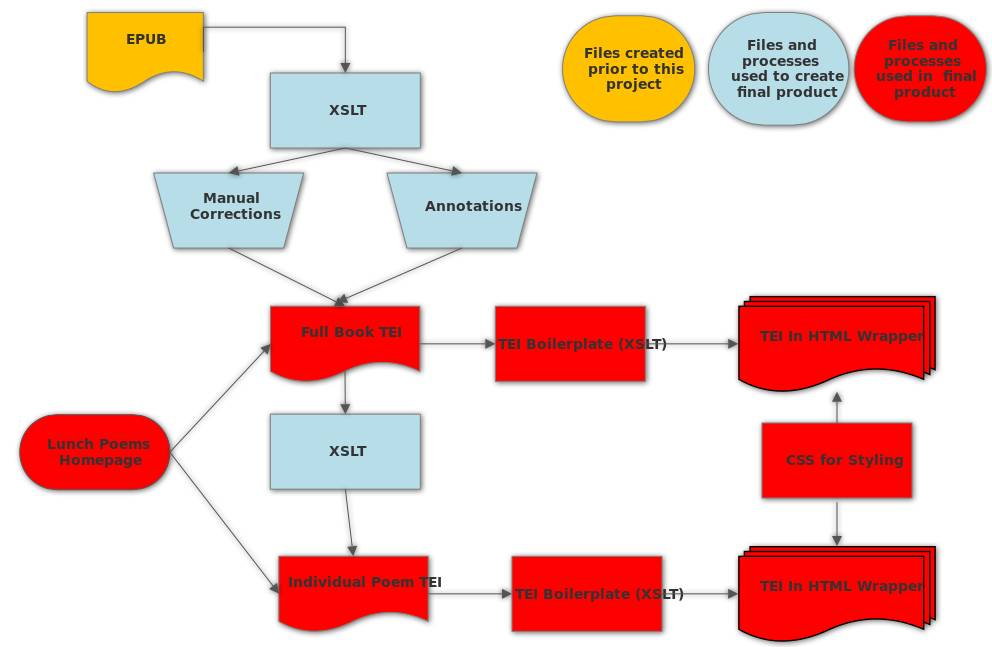 EPUB
Files created
prior to this
project
Files and
processes
used to create
final product
Files and
processes
used in final
product
XSLT
Manual
Corrections
Annotations
Full Book TEI
TEI Boilerplate (XSLT)
TEI In HTML Wrapper
Lunch Poems
Homepage
XSLT
CSS for Styling
Individual Poem TEI
TEI Boilerplate (XSLT)
TEI In HTML Wrapper